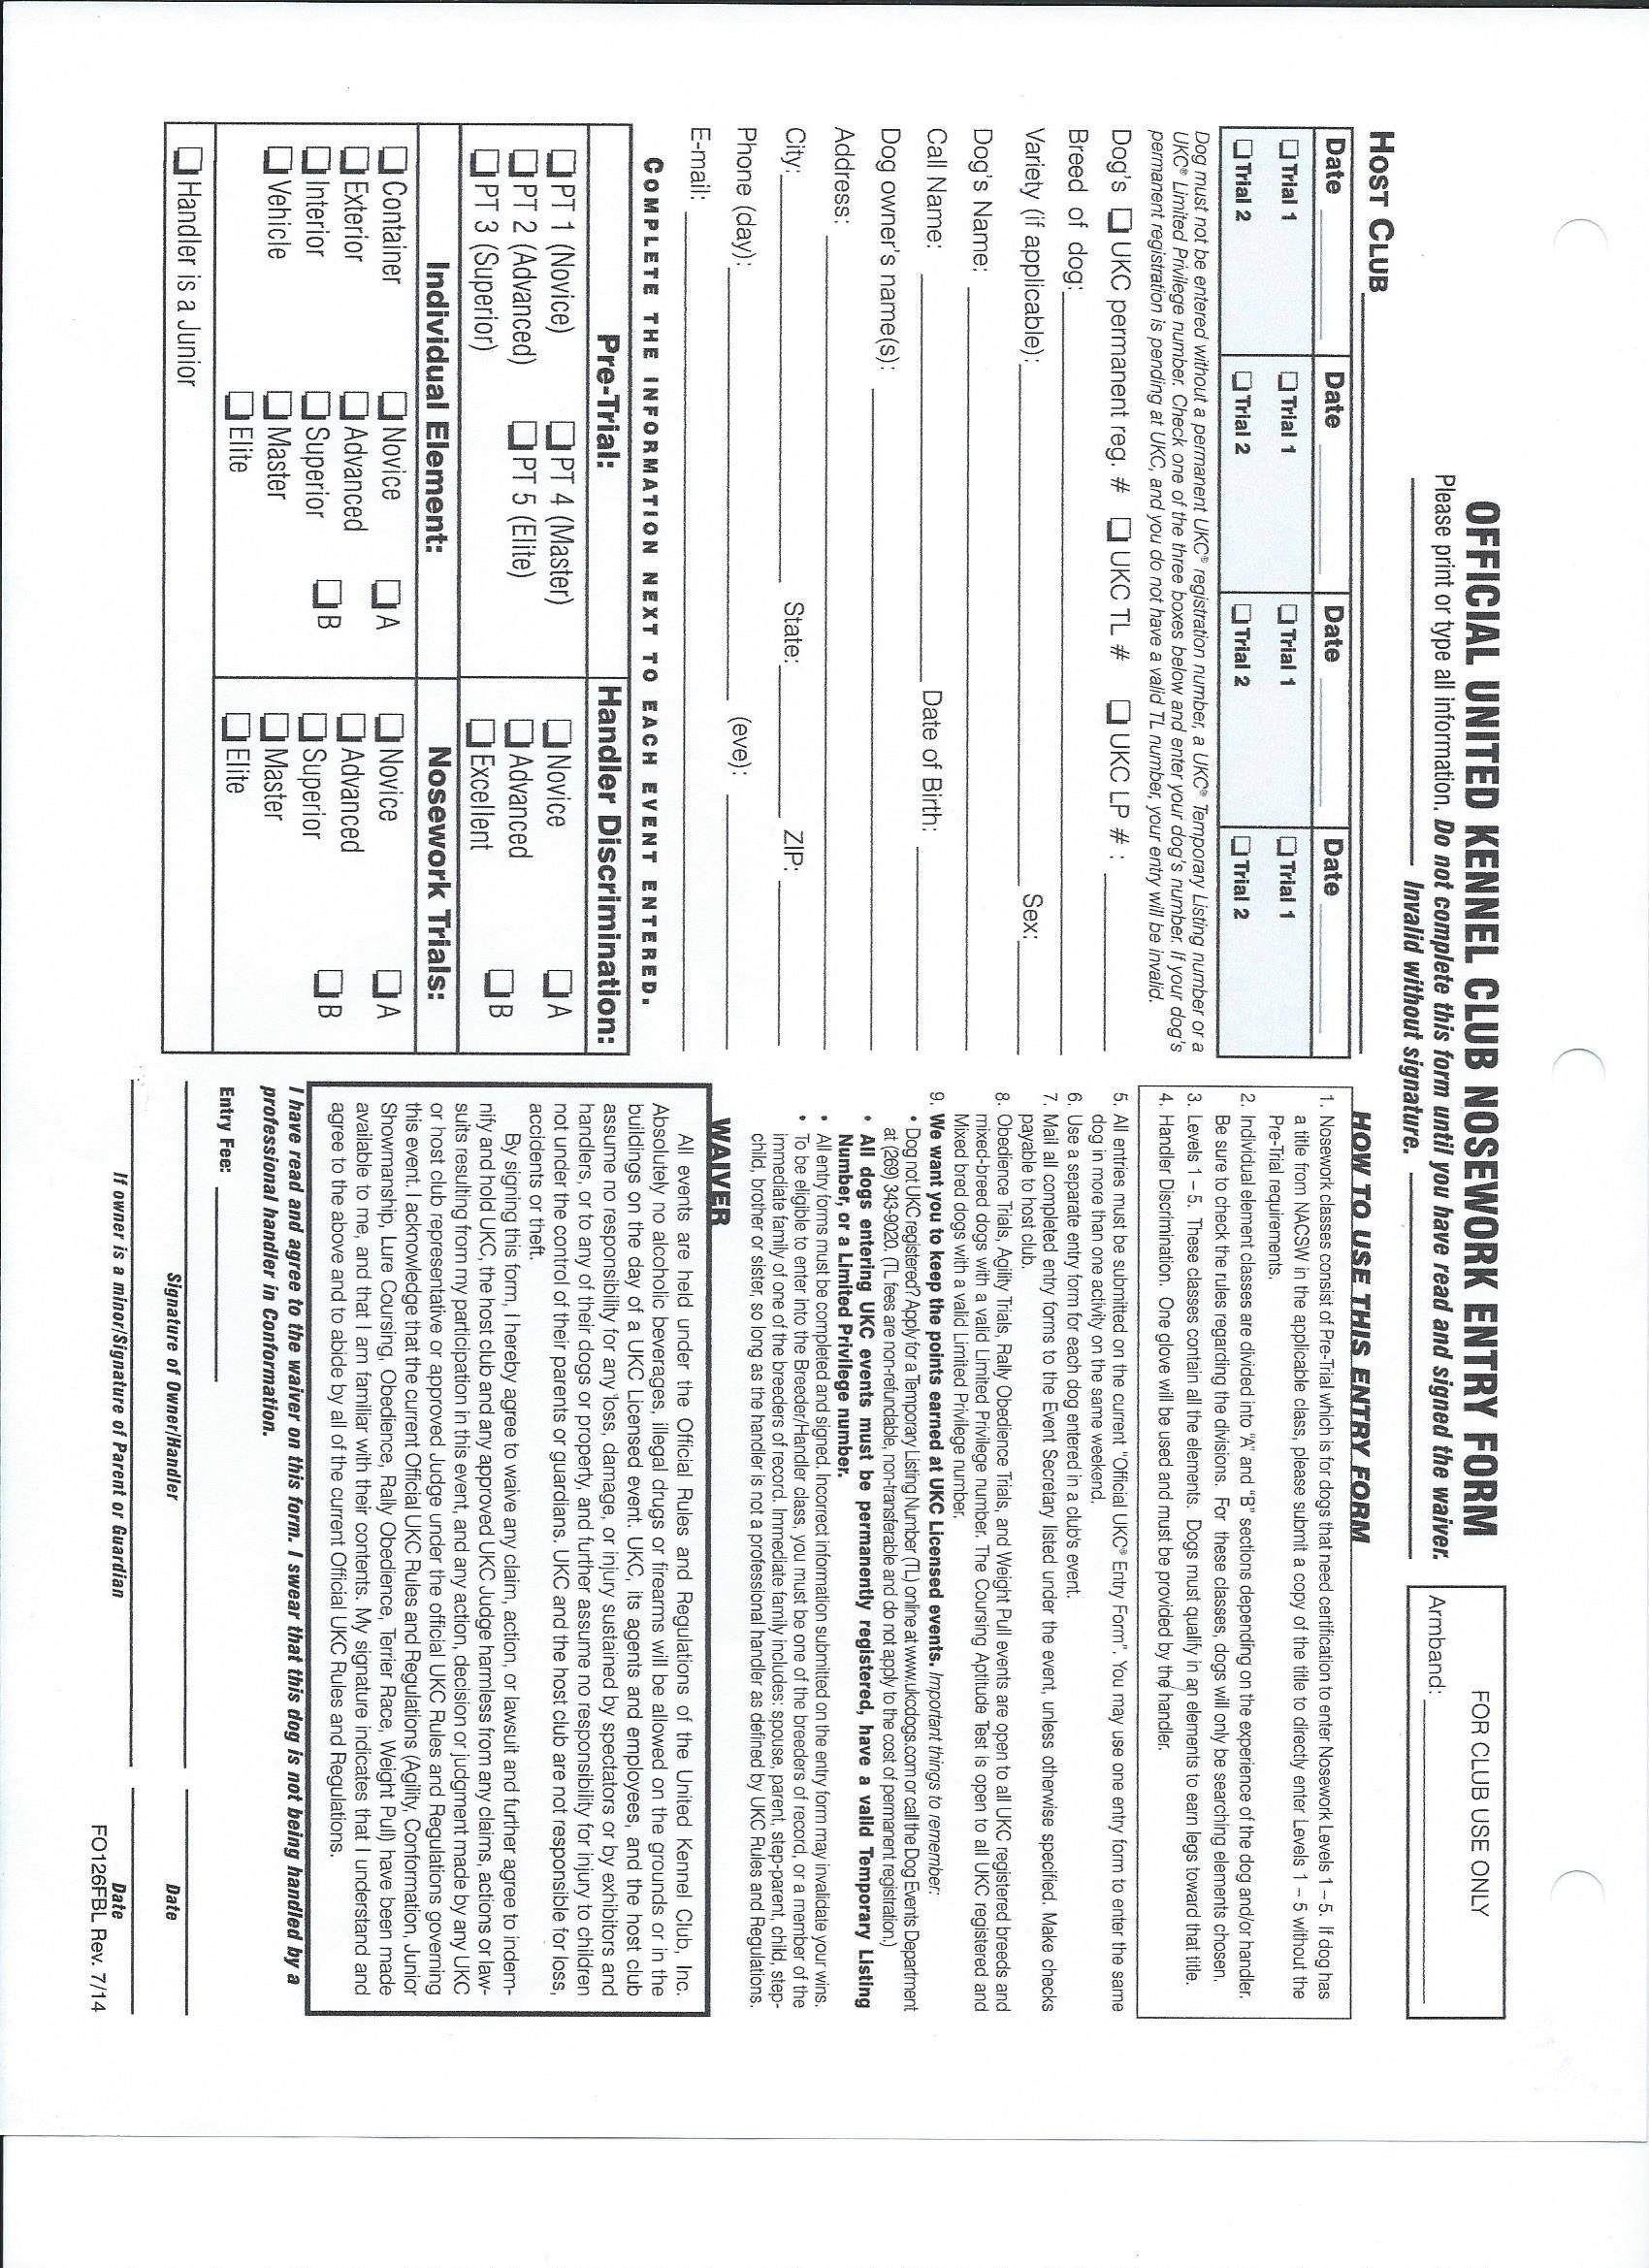 OFFICIAL UNITED KENNEL CLUB NOSEWORK ENTRY FORM
Please print or type all information. Do not complete this form until you have read and signed the waiver.
Invalid without signature.
FOR CLUB USE ONLY
Armband:
HOST CLUB
Date Date Date Date
☐ Trial 1 ☐ Trial 1 ☐ Trial 1 ☐ Trial 1
☐ Trial 2 ☐ Trial 2 ☐ Trial 2 ☐ Trial 2
Dog must not be entered without a permanent UKC® registration number, a UKC® Temporary Listing number or a
UKC® Limited Privilege number. Check one of the three boxes below and enter your dog's number. If your dog's
permanent registration is pending at UKC, and you do not have a valid TL number, your entry will be invalid.
Dog's ☐ UKC permanent reg. # ☐ UKC TL # ☐ UKC LP # :
Breed of dog:
Variety (if applicable): Sex:
Dog's Name:
Call Name: Date of Birth:
Dog owner's name(s):
Address:
City: State: ZIP:
Phone (day): (eve):
E-mail:
COMPLETE THE INFORMATION NEXT TO EACH EVENT ENTERED.
Pre-Trial: Handler Discrimination:
☐ PT 1 (Novice) ☐ PT 4 (Master) ☐ Novice ☐ A
☐ PT 2 (Advanced) ☐ PT 5 (Elite) ☐ Advanced
☐ PT 3 (Superior) ☐ Excellent ☐ B
Individual Element: Nosework Trials:
☐ Container ☐ Novice ☐ A ☐ Novice ☐ A
☐ Exterior ☐ Advanced ☐ Advanced
☐ Interior ☐ Superior ☐ B ☐ Superior ☐ B
☐ Vehicle ☐ Master ☐ Master
☐ Elite ☐ Elite
☐ Handler is a Junior
HOW TO USE THIS ENTRY FORM
1. Nosework classes consist of Pre-Trial which is for dogs that need certification to enter Nosework Levels 1 – 5. If dog has
a title from NACSW in the applicable class, please submit a copy of the title to directly enter Levels 1 – 5 without the
Pre-Trial requirements.
2. Individual element classes are divided into "A" and "B" sections depending on the experience of the dog and/or handler.
Be sure to check the rules regarding the divisions. For these classes, dogs will only be searching elements chosen.
3. Levels 1 – 5. These classes contain all the elements. Dogs must qualify in an elements to earn legs toward that title.
4. Handler Discrimination. One glove will be used and must be provided by the handler.
5. All entries must be submitted on the current "Official UKC® Entry Form". You may use one entry form to enter the same
dog in more than one activity on the same weekend.
6. Use a separate entry form for each dog entered in a club's event.
7. Mail all completed entry forms to the Event Secretary listed under the event, unless otherwise specified. Make checks
payable to host club.
8. Obedience Trials, Agility Trials, Rally Obedience Trials, and Weight Pull events are open to all UKC registered breeds and
mixed-breed dogs with a valid Limited Privilege number. The Coursing Aptitude Test is open to all UKC registered and
Mixed bred dogs with a valid Limited Privilege number.
9. We want you to keep the points earned at UKC Licensed events. Important things to remember:
• Dog not UKC registered? Apply for a Temporary Listing Number (TL) online at www.ukcdogs.com or call the Dog Events Department
at (269) 343-9020. (TL fees are non-refundable, non-transferable and do not apply to the cost of permanent registration.)
• All dogs entering UKC events must be permanently registered, have a valid Temporary Listing
Number, or a Limited Privilege number.
• All entry forms must be completed and signed. Incorrect information submitted on the entry form may invalidate your wins.
• To be eligible to enter into the Breeder/Handler class, you must be one of the breeders of record, or a member of the
immediate family of one of the breeders of record. Immediate family includes: spouse, parent, step-parent, child, step-
child, brother or sister, so long as the handler is not a professional handler as defined by UKC Rules and Regulations.
WAIVER
All events are held under the Official Rules and Regulations of the United Kennel Club, Inc.
Absolutely no alcoholic beverages, illegal drugs or firearms will be allowed on the grounds or in the
buildings on the day of a UKC Licensed event. UKC, its agents and employees, and the host club
assume no responsibility for any loss, damage, or injury sustained by spectators or by exhibitors and
handlers, or to any of their dogs or property, and further assume no responsibility for injury to children
not under the control of their parents or guardians. UKC and the host club are not responsible for loss,
accidents or theft.
By signing this form, I hereby agree to waive any claim, action, or lawsuit and further agree to indem-
nify and hold UKC, the host club and any approved UKC Judge harmless from any claims, actions or law-
suits resulting from my participation in this event, and any action, decision or judgment made by any UKC
or host club representative or approved Judge under the official UKC Rules and Regulations governing
this event. I acknowledge that the current Official UKC Rules and Regulations (Agility, Conformation, Junior
Showmanship, Lure Coursing, Obedience, Rally Obedience, Terrier Race, Weight Pull) have been made
available to me, and that I am familiar with their contents. My signature indicates that I understand and
agree to the above and to abide by all of the current Official UKC Rules and Regulations.
I have read and agree to the waiver on this form. I swear that this dog is not being handled by a
professional handler in Conformation.
Entry Fee:
Signature of Owner/Handler Date
If owner is a minor/Signature of Parent or Guardian Date
FO126FBL Rev. 7/14